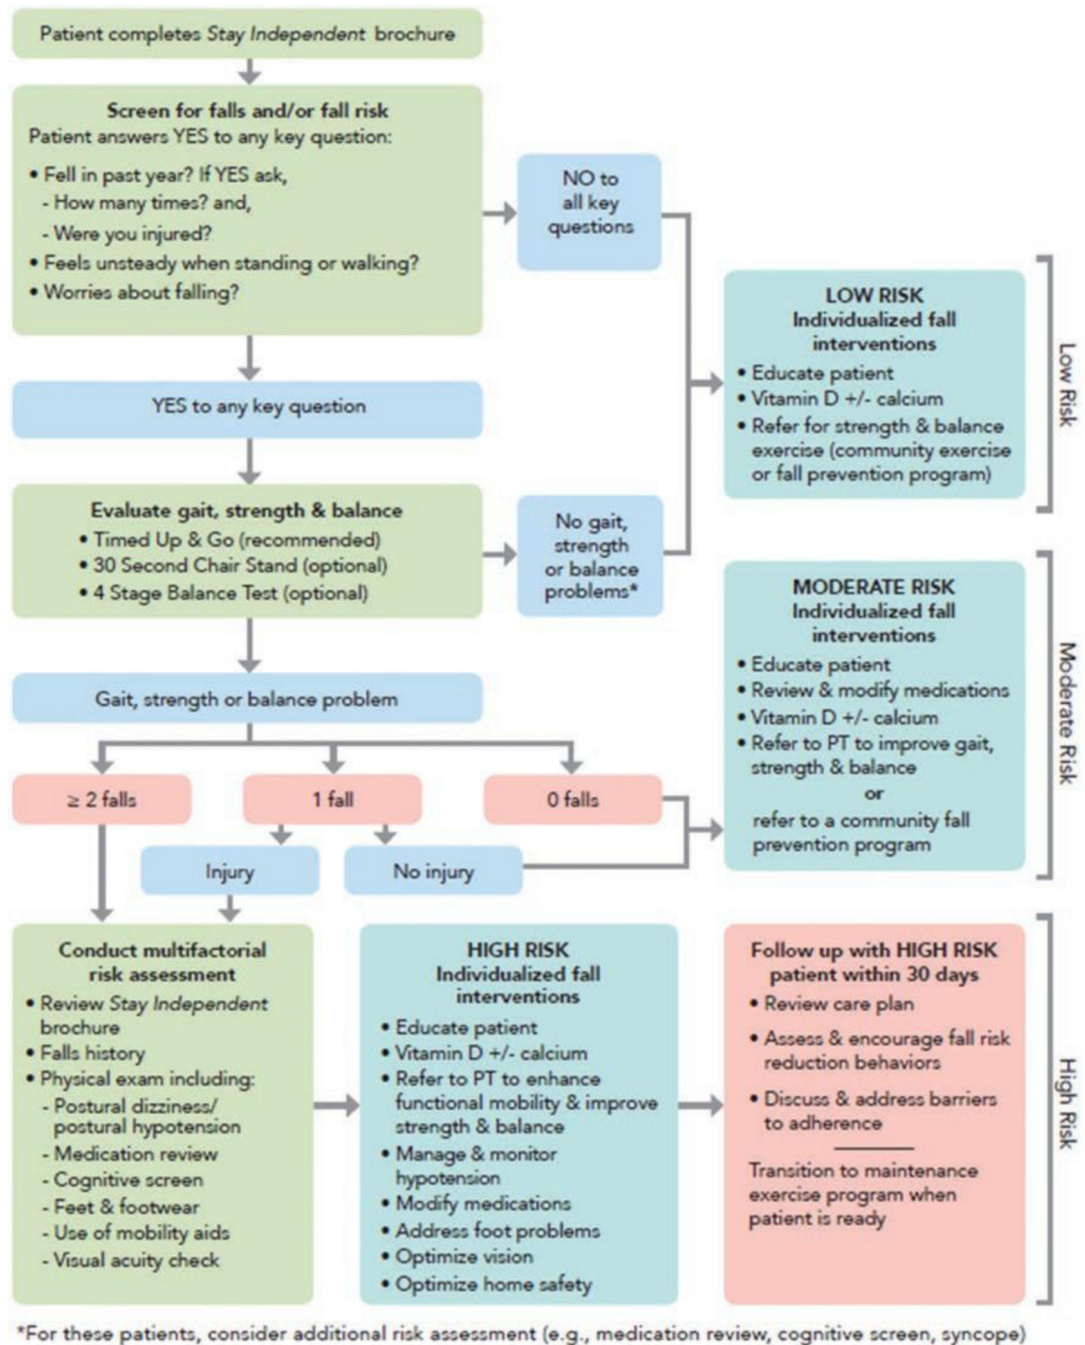 Patient completes Stay Independent brochure
Screen for falls and/or fall risk
Patient answers YES to any key question:
• Fell in past year? If YES ask,
- How many times? and,
- Were you injured?
• Feels unsteady when standing or walking?
• Worries about falling?
NO to
all key
questions
YES to any key question
LOW RISK
Individualized fall
interventions
• Educate patient
• Vitamin D +/- calcium
• Refer for strength & balance
exercise (community exercise
or fall prevention program)
Low Risk
Evaluate gait, strength & balance
• Timed Up & Go (recommended)
• 30 Second Chair Stand (optional)
• 4 Stage Balance Test (optional)
No gait,
strength
or balance
problems*
Gait, strength or balance problem
≥ 2 falls
1 fall
0 falls
Injury
No injury
MODERATE RISK
Individualized fall
interventions
• Educate patient
• Review & modify medications
• Vitamin D +/- calcium
• Refer to PT to improve gait,
strength & balance
or
refer to a community fall
prevention program
Moderate Risk
Conduct multifactorial
risk assessment
• Review Stay Independent
brochure
• Falls history
• Physical exam including:
- Postural dizziness/
postural hypotension
- Medication review
- Cognitive screen
- Feet & footwear
- Use of mobility aids
- Visual acuity check
HIGH RISK
Individualized fall
interventions
• Educate patient
• Vitamin D +/- calcium
• Refer to PT to enhance
functional mobility & improve
strength & balance
• Manage & monitor
hypotension
• Modify medications
• Address foot problems
• Optimize vision
• Optimize home safety
Follow up with HIGH RISK
patient within 30 days
• Review care plan
• Assess & encourage fall risk
reduction behaviors
• Discuss & address barriers
to adherence
Transition to maintenance
exercise program when
patient is ready
High Risk
*For these patients, consider additional risk assessment (e.g., medication review, cognitive screen, syncope)